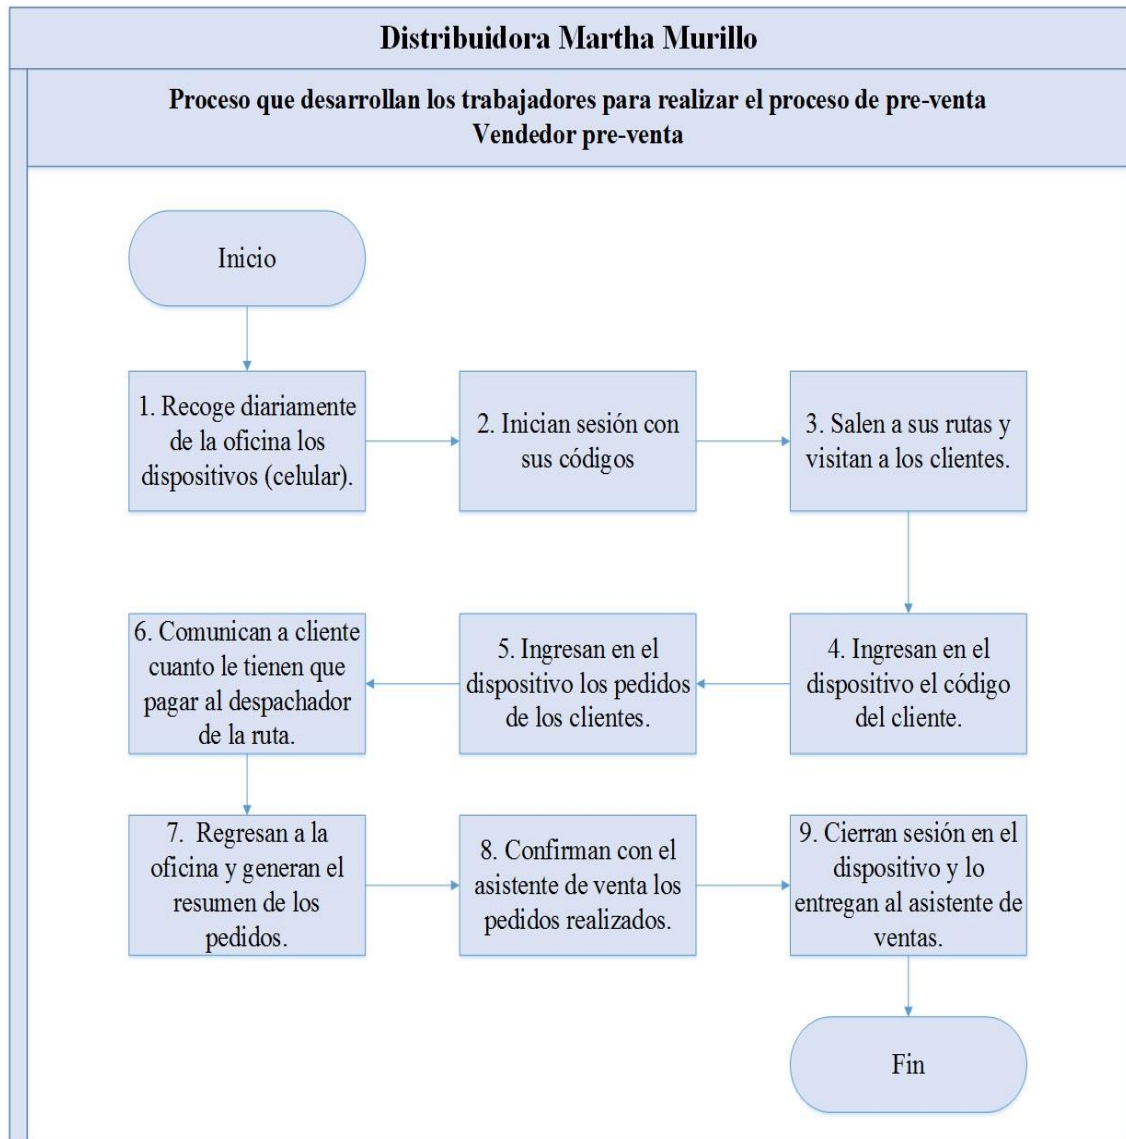 Distribuidora Martha Murillo
Proceso que desarrollan los trabajadores para realizar el proceso de pre-venta
Vendedor pre-venta
Inicio
1. Recoge diariamente
de la oficina los
dispositivos (celular).
2. Inician sesión con
sus códigos
3. Salen a sus rutas y
visitan a los clientes.
4. Ingresan en el
dispositivo el código
del cliente.
5. Ingresan en el
dispositivo los pedidos
de los clientes.
6. Comunican a cliente
cuanto le tienen que
pagar al despachador
de la ruta.
7. Regresan a la
oficina y generan el
resumen de los
pedidos.
8. Confirman con el
asistente de venta los
pedidos realizados.
9. Cierran sesión en el
dispositivo y lo
entregan al asistente de
ventas.
Fin